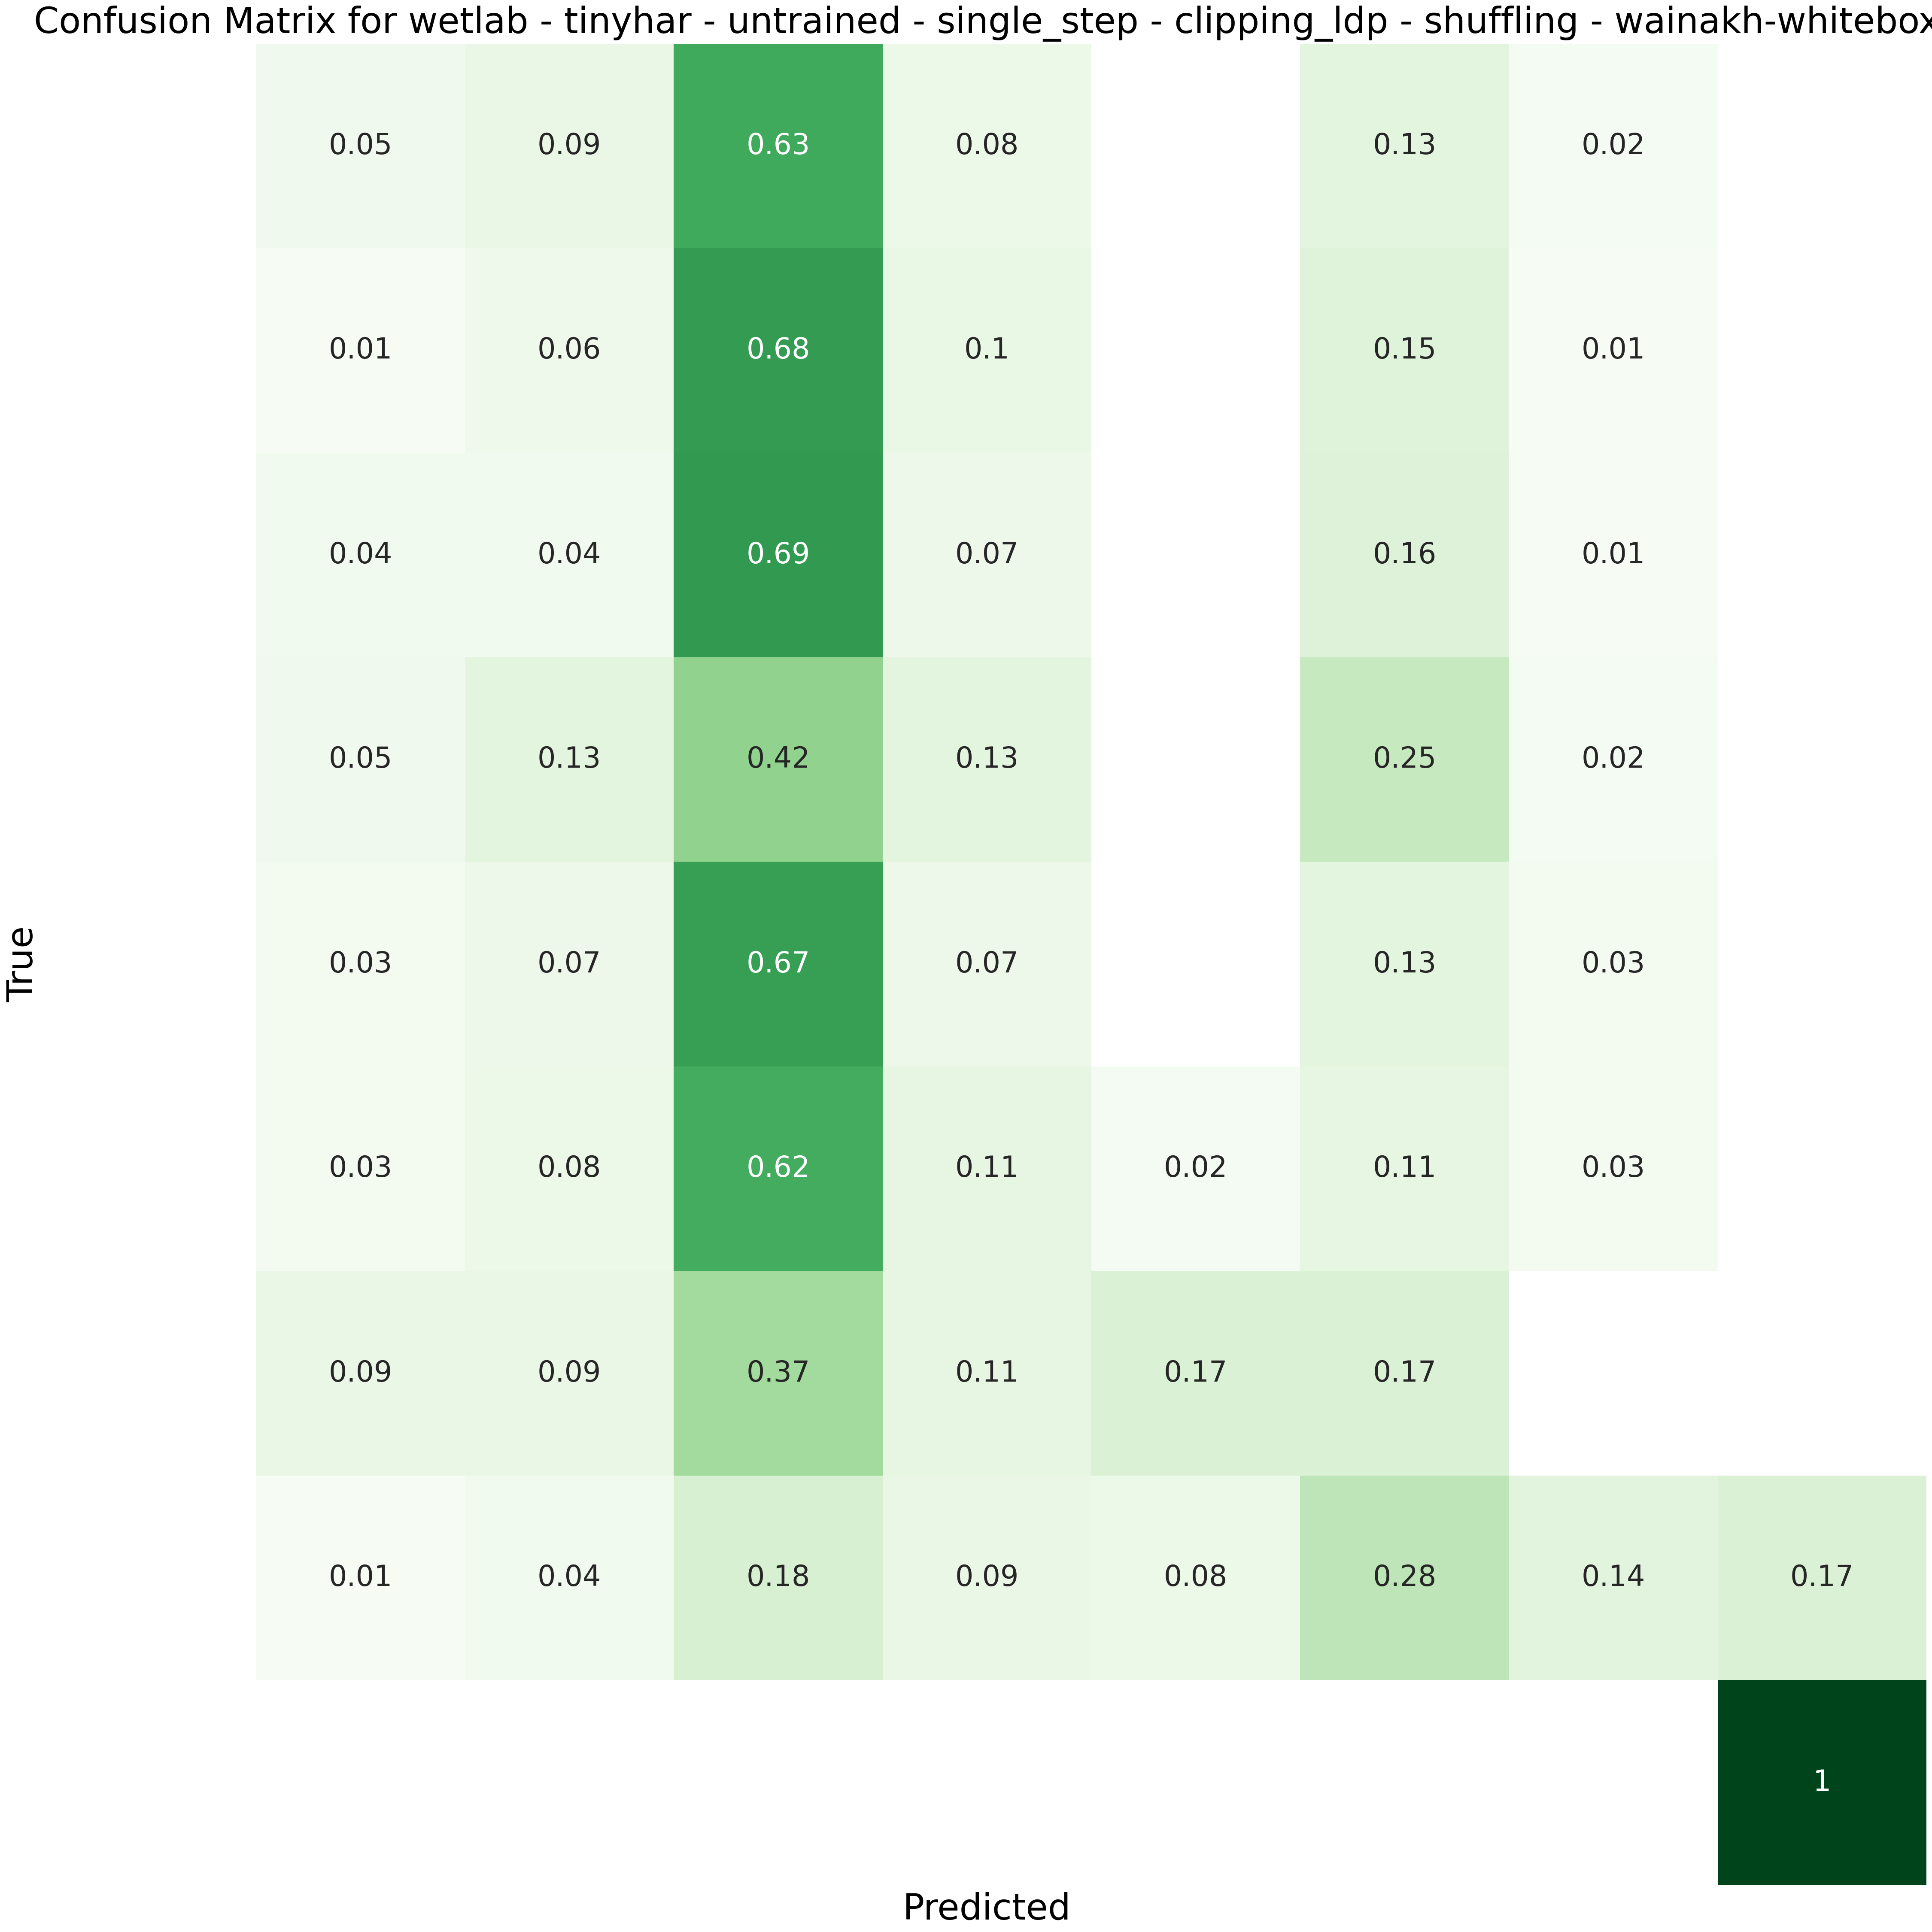 Confusion Matrix for wetlab - tinyhar - untrained - single_step - clipping_ldp - shuffling - wainakh-whitebox
0.05 0.09 0.63 0.08 0.13 0.02
0.01 0.06 0.68 0.1 0.15 0.01
0.04 0.04 0.69 0.07 0.16 0.01
0.05 0.13 0.42 0.13 0.25 0.02
0.03 0.07 0.67 0.07 0.13 0.03
0.03 0.08 0.62 0.11 0.02 0.11 0.03
0.09 0.09 0.37 0.11 0.17 0.17
0.01 0.04 0.18 0.09 0.08 0.28 0.14 0.17
1
True
Predicted